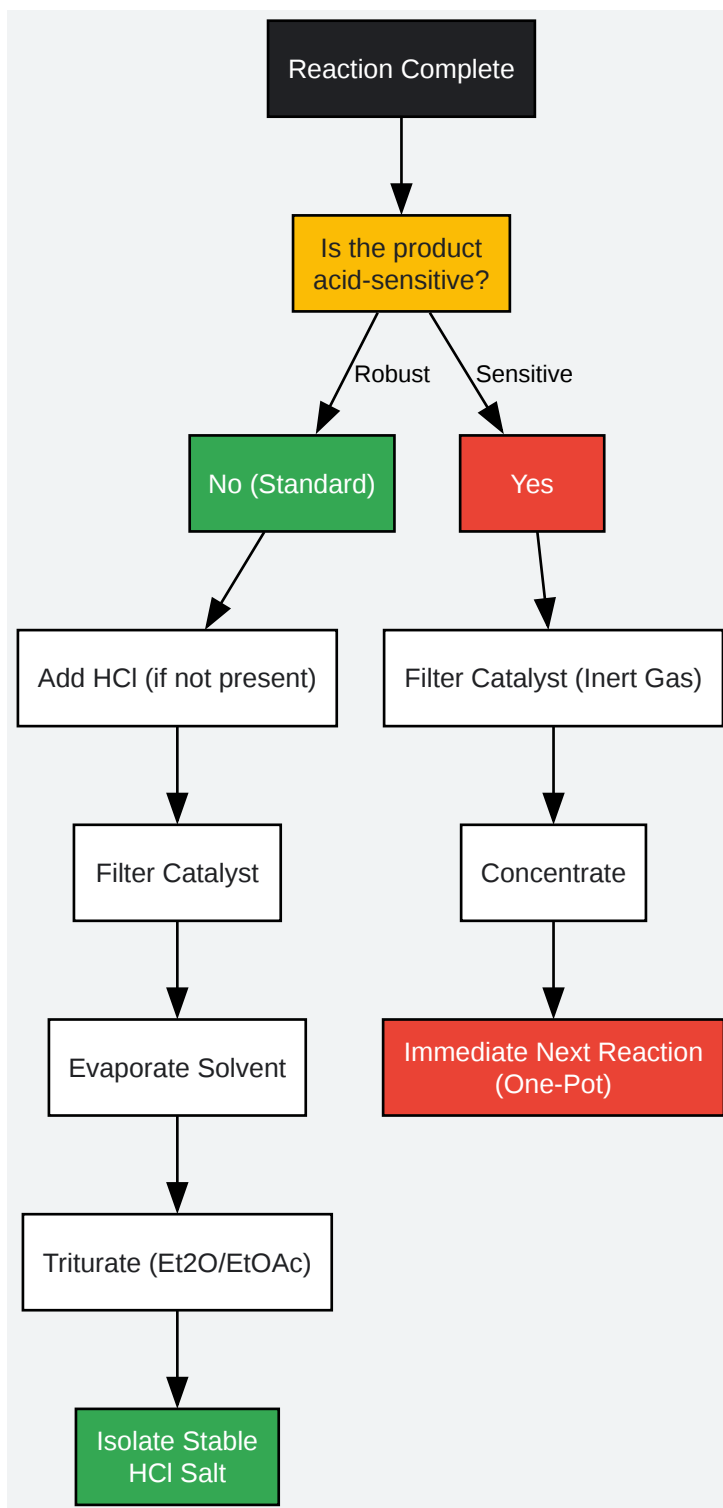 Reaction Complete
Is the product
acid-sensitive?
Robust
Sensitive
No (Standard)
Yes
Add HCl (if not present)
Filter Catalyst (Inert Gas)
Filter Catalyst
Concentrate
Evaporate Solvent
Immediate Next Reaction
(One-Pot)
Triturate (Et2O/EtOAc)
Isolate Stable
HCl Salt